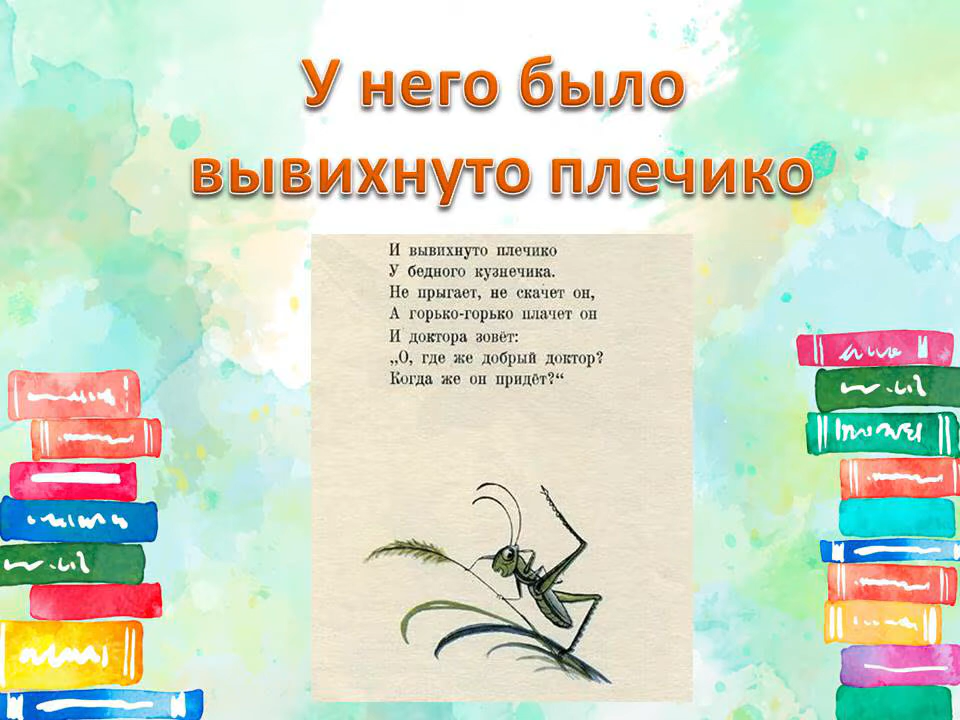 У него было
вывихнуто плечико
И вывихнуто плечико
У бедного кузнечика.
Не прыгает, не скачет он,
А горько-горько плачет он
И доктора зовёт:
„О, где же добрый доктор?
Когда же он придёт?“